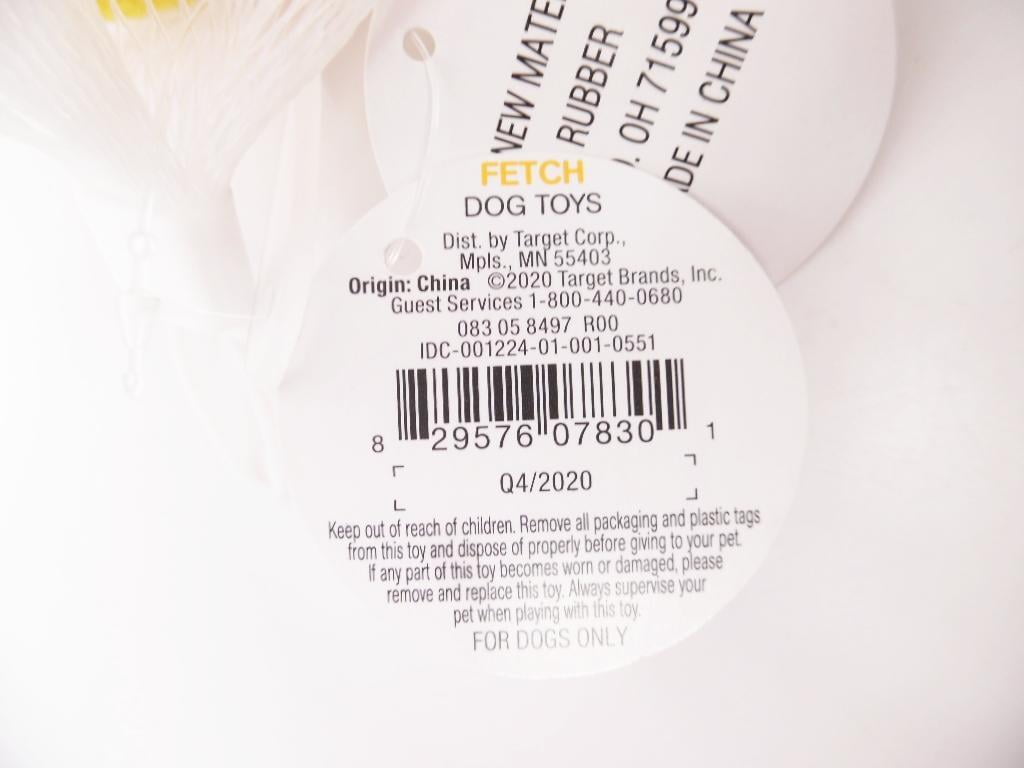 NEW
RUBBER
OH 71599
IN CHINA
FETCH
DOG TOYS
Dist. by Target Corp.,
Mpls., MN 55403
Origin: China ©2020 Target Brands, Inc.
Guest Services 1-800-440-0680
083 05 8497 R00
IDC-001224-01-001-0551
8 29576 07830 1
Q4/2020
Keep out of reach of children. Remove all packaging and plastic tags
from this toy and dispose of properly before giving to your pet.
If any part of this toy becomes worn or damaged, please
remove and replace this toy. Always supervise your
pet when playing with this toy.
FOR DOGS ONLY